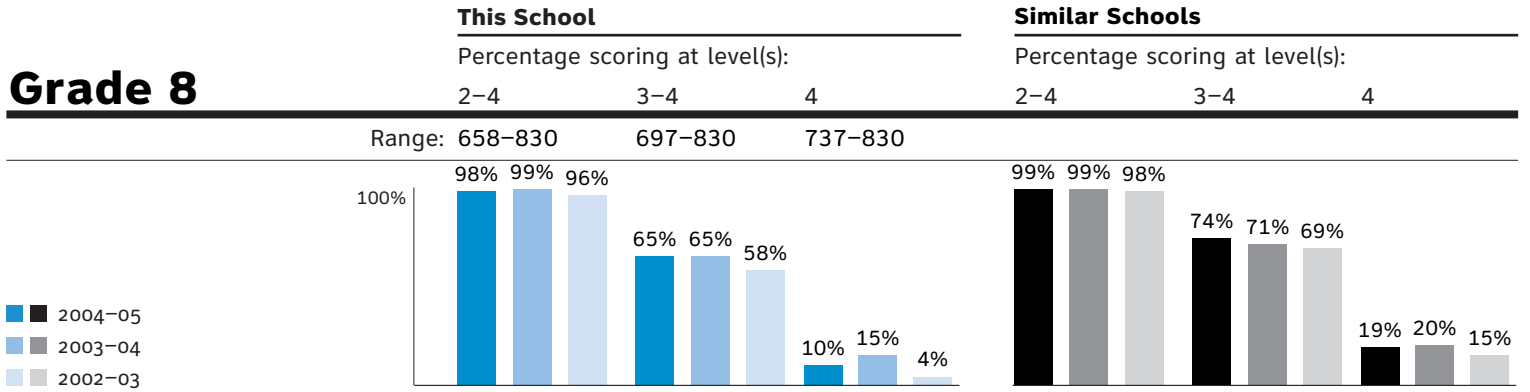 This School Similar Schools
Percentage scoring at level(s): Percentage scoring at level(s):
Grade 8 2–4 3–4 4 2–4 3–4 4
Range: 658–830 697–830 737–830
98% 99% 96% 99% 99% 98%
100%
65% 65% 58% 74% 71% 69%
10% 15% 4% 19% 20% 15%
2004–05
2003–04
2002–03